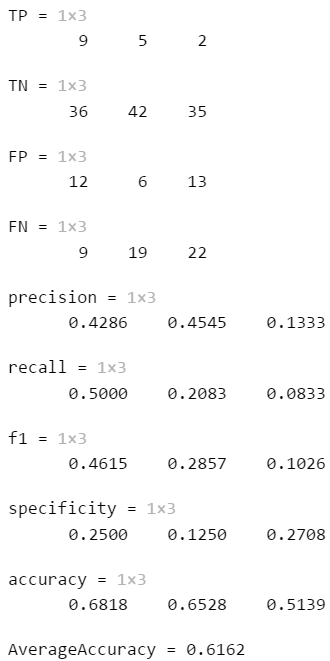 TP = 1×3
9 5 2
TN = 1×3
36 42 35
FP = 1×3
12 6 13
FN = 1×3
9 19 22
precision = 1×3
0.4286 0.4545 0.1333
recall = 1×3
0.5000 0.2083 0.0833
f1 = 1×3
0.4615 0.2857 0.1026
specificity = 1×3
0.2500 0.1250 0.2708
accuracy = 1×3
0.6818 0.6528 0.5139
AverageAccuracy = 0.6162